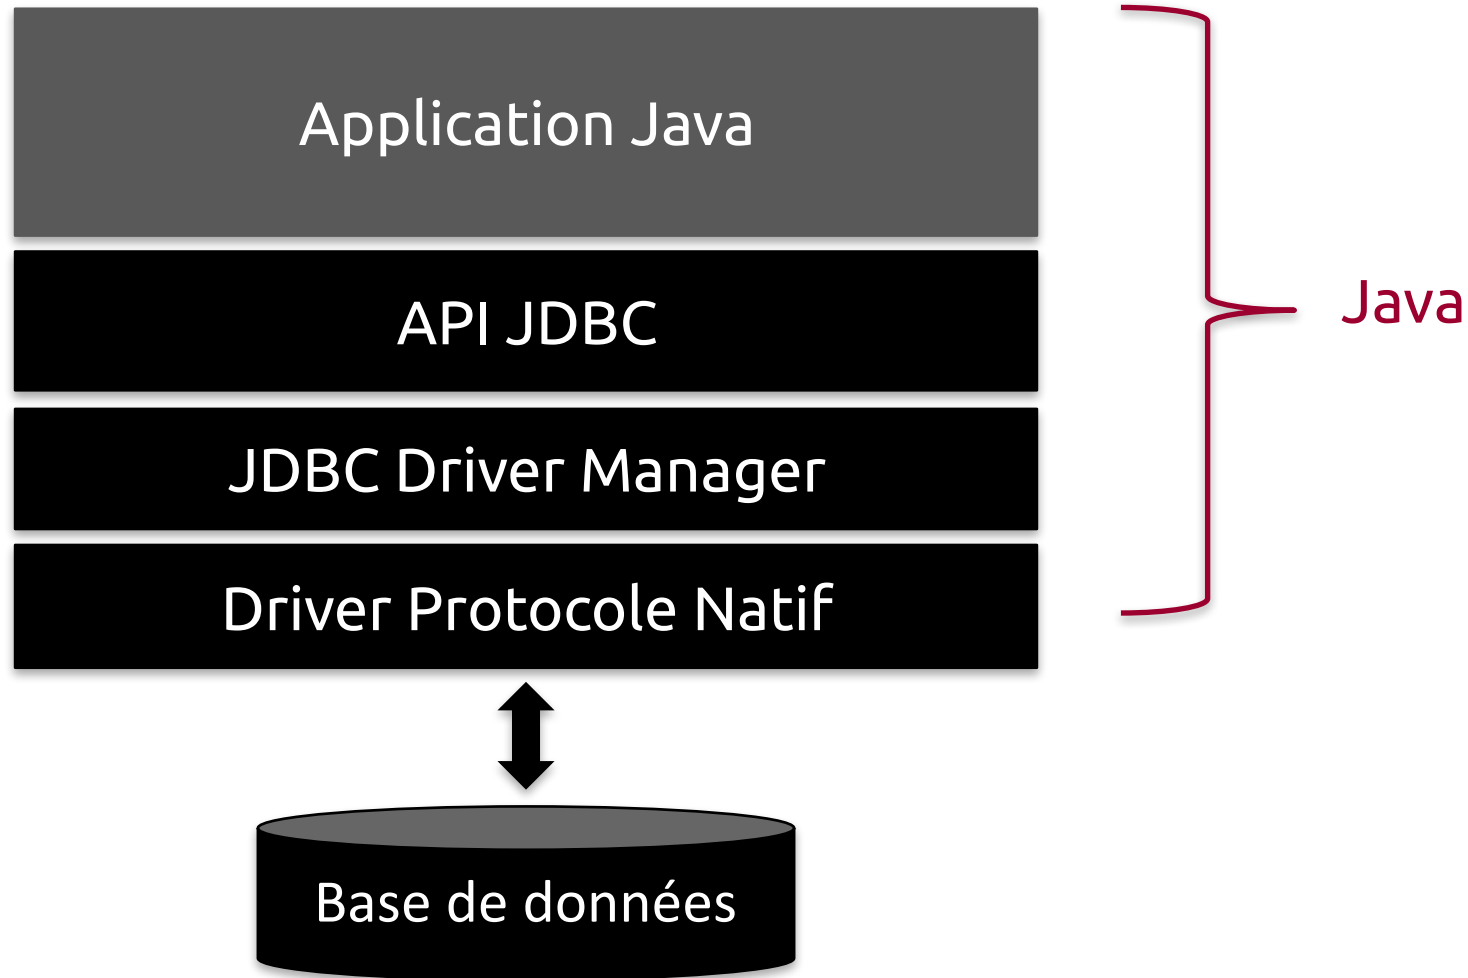 Application Java
API JDBC
Java
JDBC Driver Manager
Driver Protocole Natif
Base de données